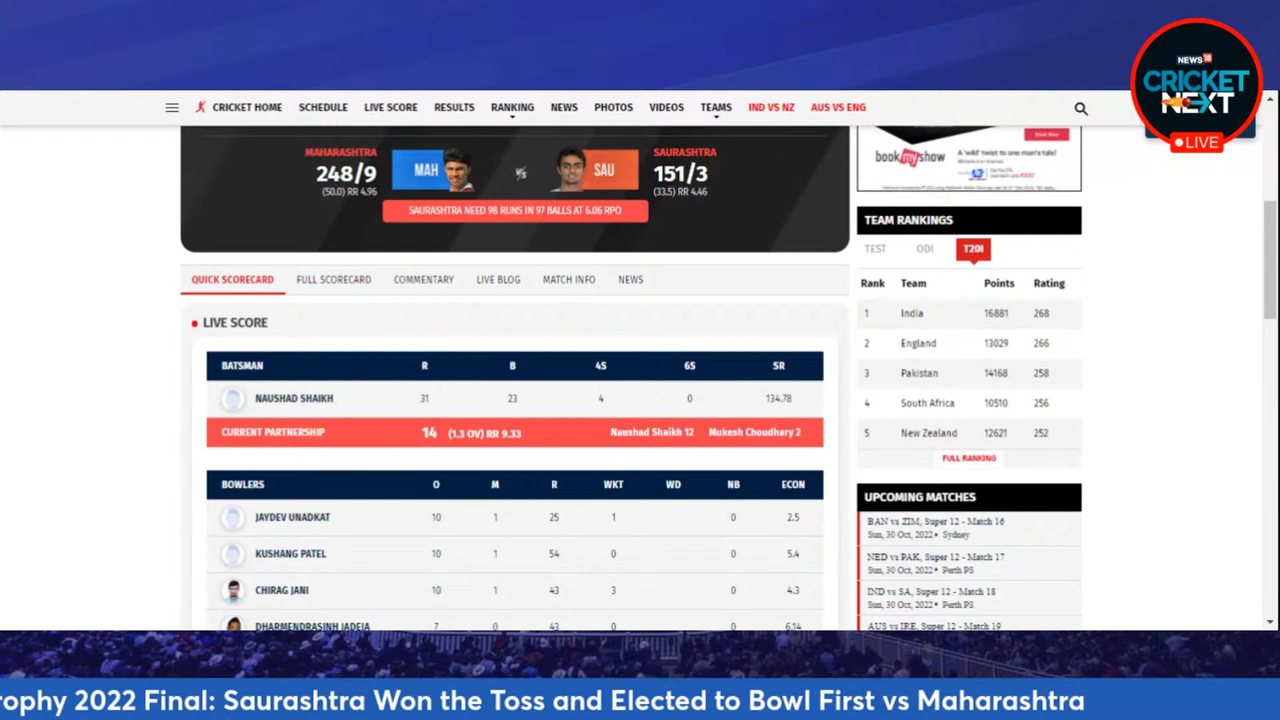 NEWS 18
CRICKET
NEXT
LIVE
CRICKET HOME SCHEDULE LIVE SCORE RESULTS RANKING NEWS PHOTOS VIDEOS TEAMS IND VS NZ AUS VS ENG
MAHARASHTRA
248/9
(50.0) RR 4.96
MAH
VS
SAU
SAURASHTRA
151/3
(33.5) RR 4.46
SAURASHTRA NEED 98 RUNS IN 97 BALLS AT 6.06 RPO
Book Now
bookmyshow
A 'wild' twist to one man's tale!
QUICK SCORECARD FULL SCORECARD COMMENTARY LIVE BLOG MATCH INFO NEWS
LIVE SCORE
BATSMAN R B 4S 6S SR
NAUSHAD SHAIKH 31 23 4 0 134.78
CURRENT PARTNERSHIP 14 (1.3 OV) RR 9.33 Naushad Shaikh 12 Mukesh Choudhary 2
BOWLERS O M R WKT WD NB ECON
JAYDEV UNADKAT 10 1 25 1 0 2.5
KUSHANG PATEL 10 1 54 0 0 5.4
CHIRAG JANI 10 1 43 3 0 4.3
DHARMENDRASINH JADEJA 7 0 43 0 0 6.14
TEAM RANKINGS
TEST ODI T20I
Rank Team Points Rating
1 India 16881 268
2 England 13029 266
3 Pakistan 14168 258
4 South Africa 10510 256
5 New Zealand 12621 252
FULL RANKING
UPCOMING MATCHES
BAN vs ZIM, Super 12 - Match 16
Sun, 30 Oct, 2022• Sydney
NED vs PAK, Super 12 - Match 17
Sun, 30 Oct, 2022• Perth PS
IND vs SA, Super 12 - Match 18
Sun, 30 Oct, 2022• Perth PS
AUS vs IRE, Super 12 - Match 19
rophy 2022 Final: Saurashtra Won the Toss and Elected to Bowl First vs Maharashtra